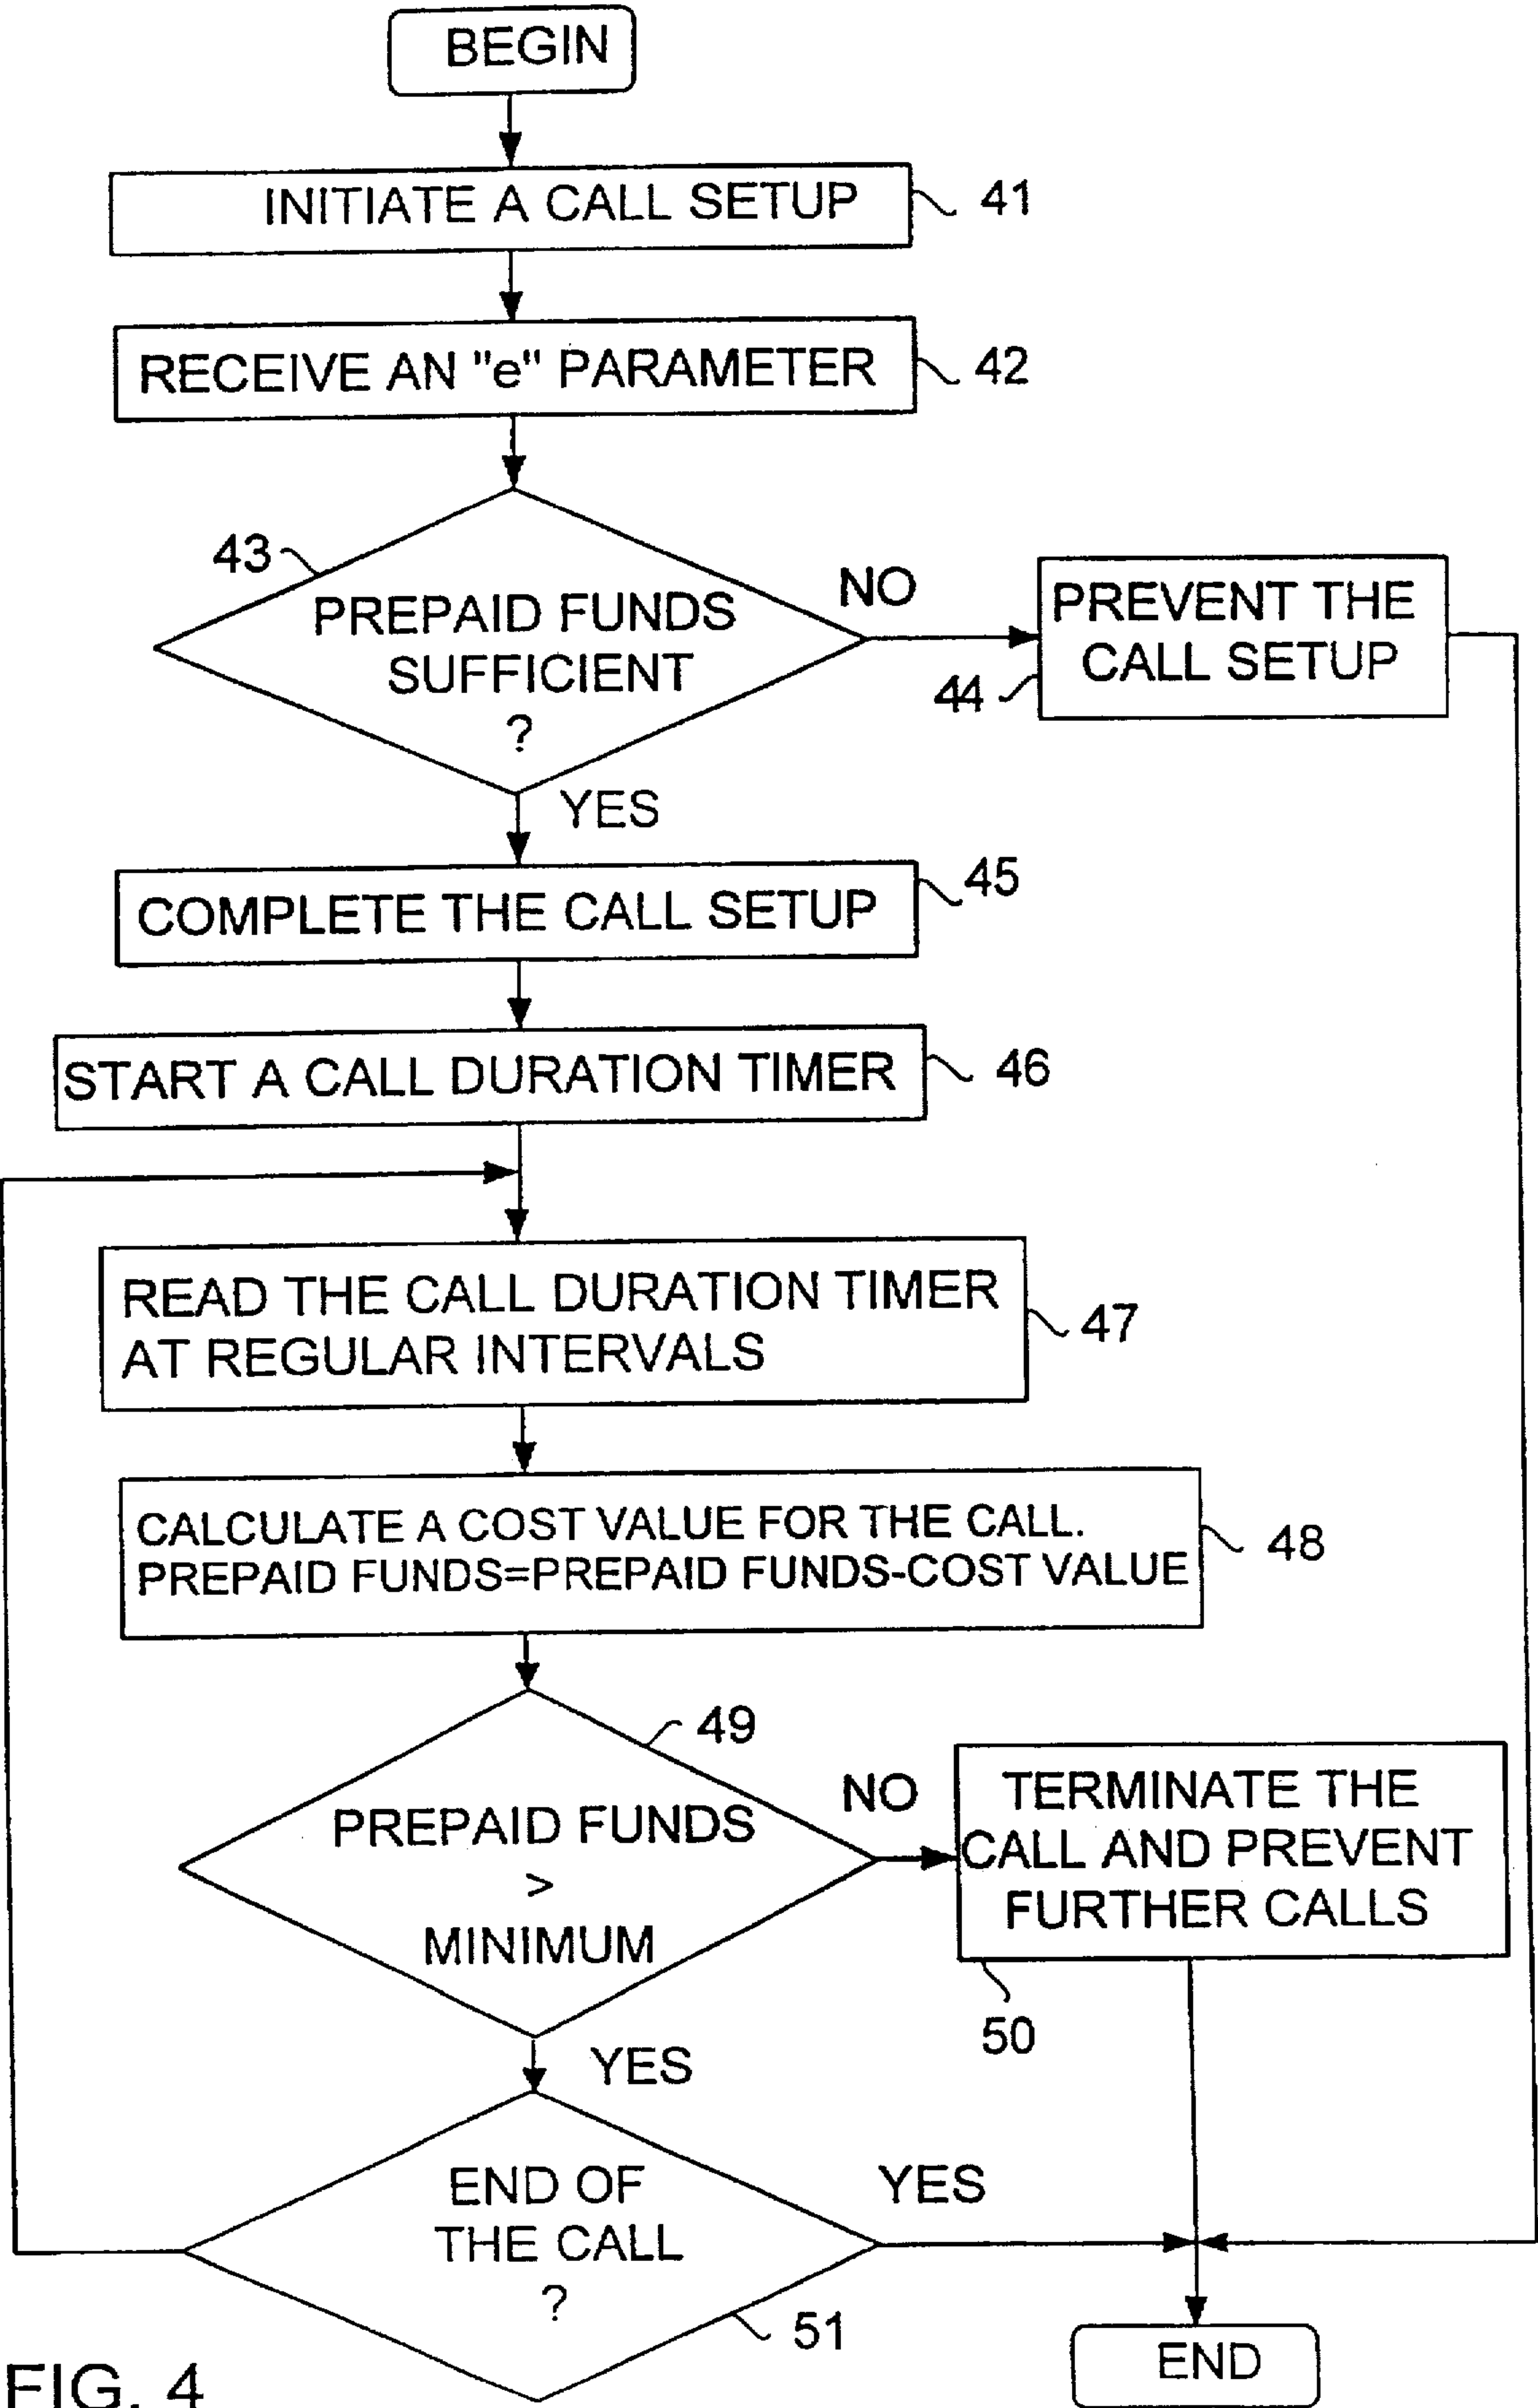 BEGIN
INITIATE A CALL SETUP
41
RECEIVE AN "e" PARAMETER
42
43
PREPAID FUNDS
SUFFICIENT
?
NO
PREVENT THE
CALL SETUP
44
YES
COMPLETE THE CALL SETUP
45
START A CALL DURATION TIMER
46
READ THE CALL DURATION TIMER
AT REGULAR INTERVALS
47
CALCULATE A COST VALUE FOR THE CALL.
PREPAID FUNDS=PREPAID FUNDS-COST VALUE
48
49
PREPAID FUNDS
>
MINIMUM
NO
TERMINATE THE
CALL AND PREVENT
FURTHER CALLS
50
YES
END OF
THE CALL
?
YES
51
END
FIG. 4